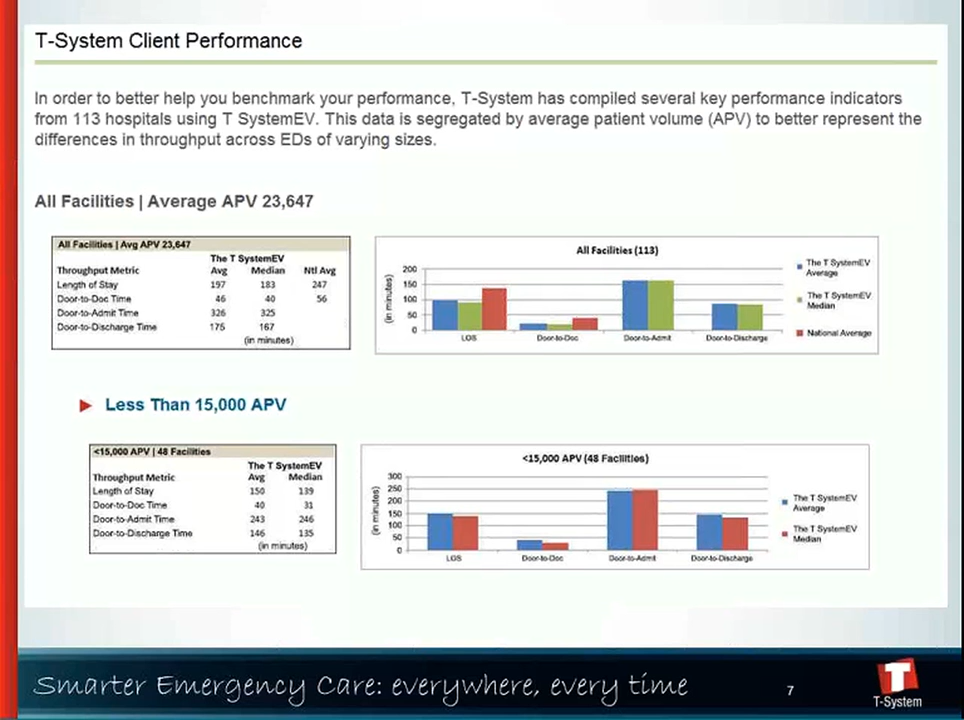 T-System Client Performance
In order to better help you benchmark your performance, T-System has compiled several key performance indicators
from 113 hospitals using T SystemEV. This data is segregated by average patient volume (APV) to better represent the
differences in throughput across EDs of varying sizes.
All Facilities | Average APV 23,647
All Facilities | Avg APV 23,647
The T SystemEV
Throughput Metric Avg Median Ntl Avg
Length of Stay 197 183 247
Door-to-Doc Time 46 40 56
Door-to-Admit Time 326 325
Door-to-Discharge Time 175 167
(in minutes)
All Facilities (113)
(in minutes)
200
150
100
50
0
LOS Door-to-Doc Door-to-Admit Door-to-Discharge
The T SystemEV
Average
The T SystemEV
Median
National Average
Less Than 15,000 APV
<15,000 APV | 48 Facilities
The T SystemEV
Throughput Metric Avg Median
Length of Stay 150 139
Door-to-Doc Time 40 31
Door-to-Admit Time 243 246
Door-to-Discharge Time 146 135
(in minutes)
<15,000 APV (48 Facilities)
(in minutes)
300
250
200
150
100
50
0
LOS Door-to-Doc Door-to-Admit Door-to-Discharge
The T SystemEV
Average
The T SystemEV
Median
Smarter Emergency Care: everywhere, every time
7
T-System